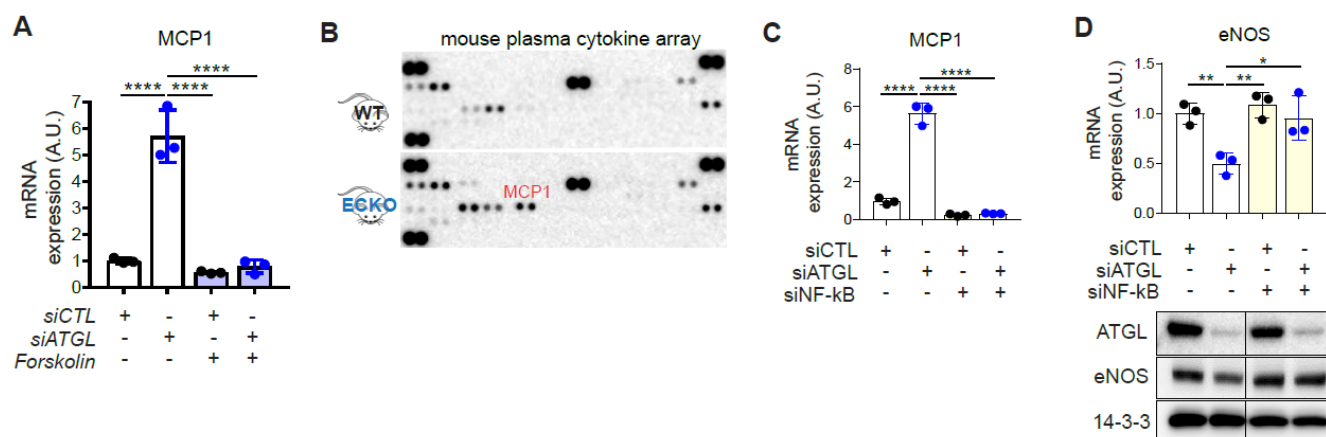 A
MCP1
****
**** ****
mRNA
expression (A.U.)
7
6
5
4
3
2
1
0
siCTL + - + -
siATGL - + - +
Forskolin - - + +
B
mouse plasma cytokine array
WT
ECKO
MCP1
C
MCP1
****
**** ****
mRNA
expression (A.U.)
8
6
4
2
0
siCTL + - + -
siATGL - + - +
siNF-kB - - + +
D
eNOS
*
** **
mRNA
expression (A.U.)
1.5
1.0
0.5
0.0
siCTL + - + -
siATGL - + - +
siNF-kB - - + +
ATGL
eNOS
14-3-3